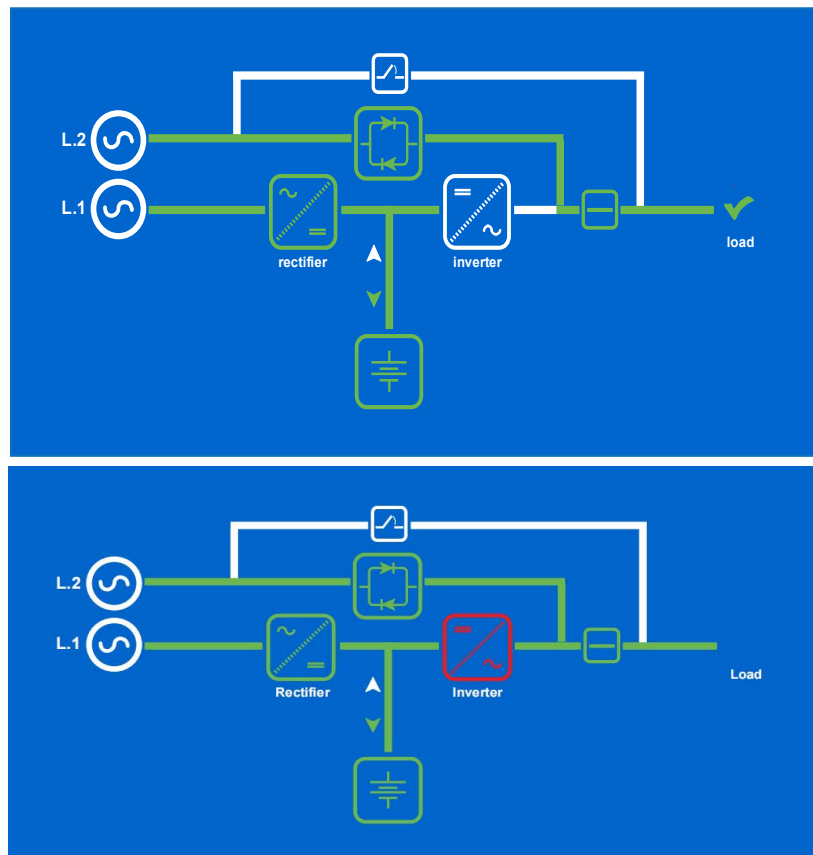 L.2
L.1
rectifier
inverter
load
L.2
L.1
Rectifier
Inverter
Load